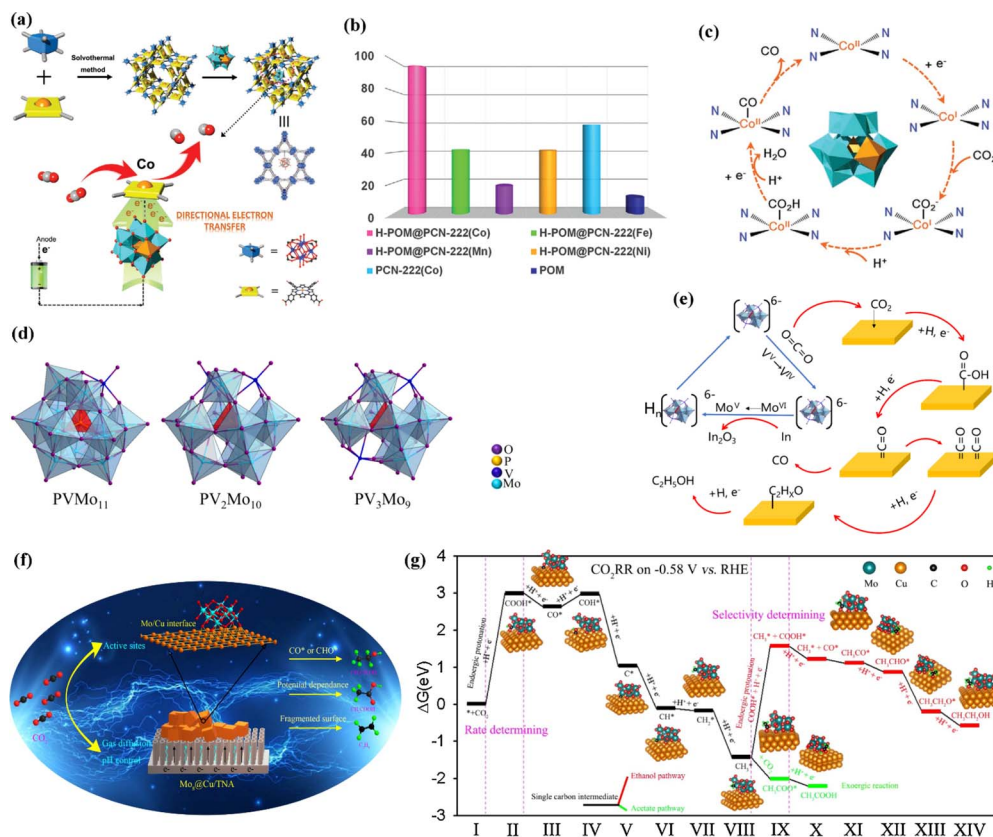 (a)
Solvothermal
method
Co
e⁻ e⁻
e⁻ e⁻
e⁻
DIRECTIONAL ELECTRON
TRANSFER
Anode
e⁻
=
=
(b)
100
80
60
40
20
0
H-POM@PCN-222(Co)
H-POM@PCN-222(Fe)
H-POM@PCN-222(Mn)
H-POM@PCN-222(Ni)
PCN-222(Co)
POM
(c)
N Coᴵᴵ N
N N
+ e⁻
N Coᴵ N
N N
CO₂
CO₂⁻
N Coᴵ N
N N
H⁺
CO₂H
N Coᴵᴵ N
N N
+ e⁻
H⁺
H₂O
CO
N Coᴵᴵ N
N N
CO
(d)
PVMo₁₁
PV₂Mo₁₀
PV₃Mo₉
O
P
V
Mo
(e)
6-
O=C=O
Vⱽ→Vᴵⱽ
CO₂
+H, e⁻
O
C-OH
+H, e⁻
Hₙ
6-
Moⱽ
Moⱽᴵ
6-
In₂O₃
In
O
C
O O
C C
CO
C₂H₅OH
+H, e⁻
C₂HₓO
+H, e⁻
(f)
Mo/Cu interface
Active sites
CO* or CHO*
Potential dependance
Fragmented surface
CO₂
Gas diffusion
pH control
Mo₈@Cu/TNA
(g)
CO₂RR on -0.58 V vs. RHE
Mo
Cu
C
O
H
ΔG(eV)
4
3
2
1
0
-1
-2
-3
*+CO₂
Endoergic protonation
+H⁺+ e⁻
Rate determining
COOH*
+H⁺+ e⁻
CO*
+H⁺+ e⁻
COH*
C*
+H⁺+ e⁻
CH*
+H⁺+ e⁻
CH₂*
+H⁺+ e⁻
CH₃*
Endoergic protonation
COOH*+ H⁺+ e⁻
Selectivity determining
CH₃* + COOH*
+H⁺+ e⁻
CH₃* + CO*
CH₃CO*
+H⁺+ e⁻
CH₃CHO*
+H⁺+ e⁻
CH₃CH₂O*
+H⁺+ e⁻
CH₃CH₂OH
+ CO₂
CH₃COO*
+H⁺+ e⁻
CH₃COOH
Exoergic reaction
Single carbon intermediate
Ethanol pathway
Acetate pathway
I II III IV V VI VII VIII IX X XI XII XIII XIV